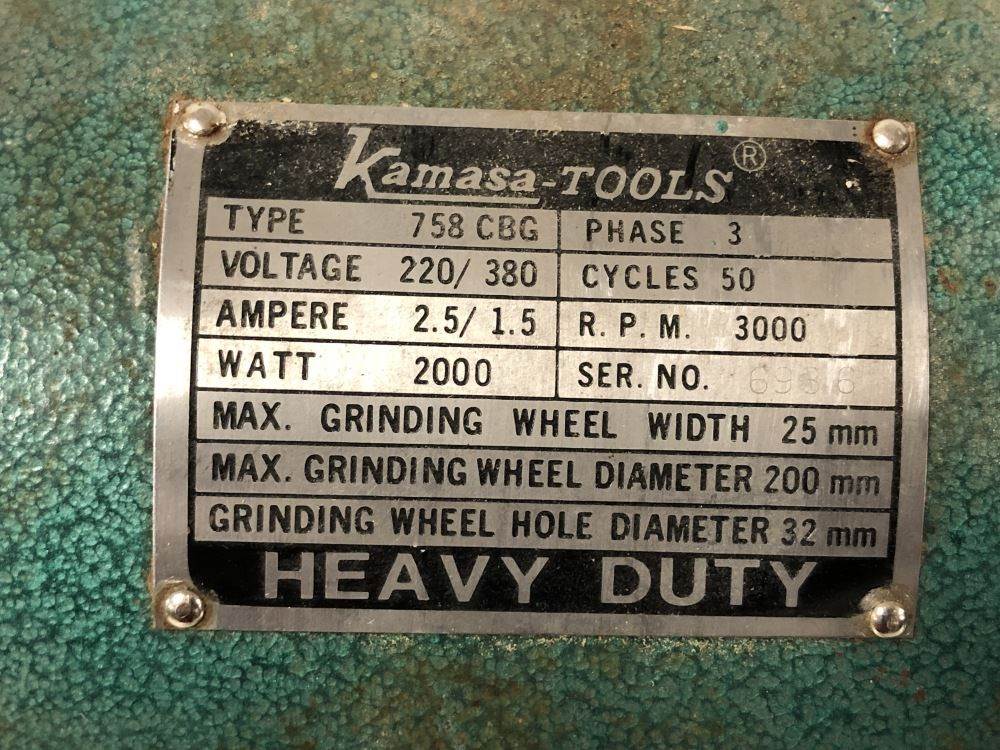 Kamasa-TOOLS ®
TYPE 758 CBG PHASE 3
VOLTAGE 220/ 380 CYCLES 50
AMPERE 2.5/ 1.5 R. P. M. 3000
WATT 2000 SER. NO.
MAX. GRINDING WHEEL WIDTH 25 mm
MAX. GRINDING WHEEL DIAMETER 200 mm
GRINDING WHEEL HOLE DIAMETER 32 mm
HEAVY DUTY